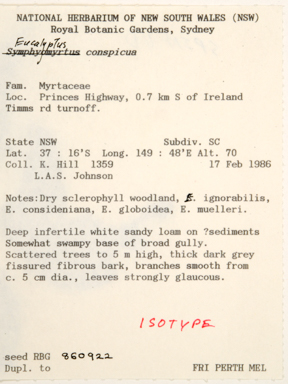 NATIONAL HERBARIUM OF NEW SOUTH WALES (NSW)
Royal Botanic Gardens, Sydney
Eucalyptus
Symphyomyrtus conspicua
Fam. Myrtaceae
Loc. Princes Highway, 0.7 km S of Ireland
Timms rd turnoff.
State NSW Subdiv. SC
Lat. 37 : 16'S Long. 149 : 48'E Alt. 70
Coll. K. Hill 1359 17 Feb 1986
L.A.S. Johnson
Notes:Dry sclerophyll woodland, E. ignorabilis,
E. consideniana, E. globoidea, E. muelleri.
Deep infertile white sandy loam on ?sediments
Somewhat swampy base of broad gully.
Scattered trees to 5 m high, thick dark grey
fissured fibrous bark, branches smooth from
c. 5 cm dia., leaves strongly glaucous.
ISOTYPE
seed RBG 860922
Dupl. to FRI PERTH MEL